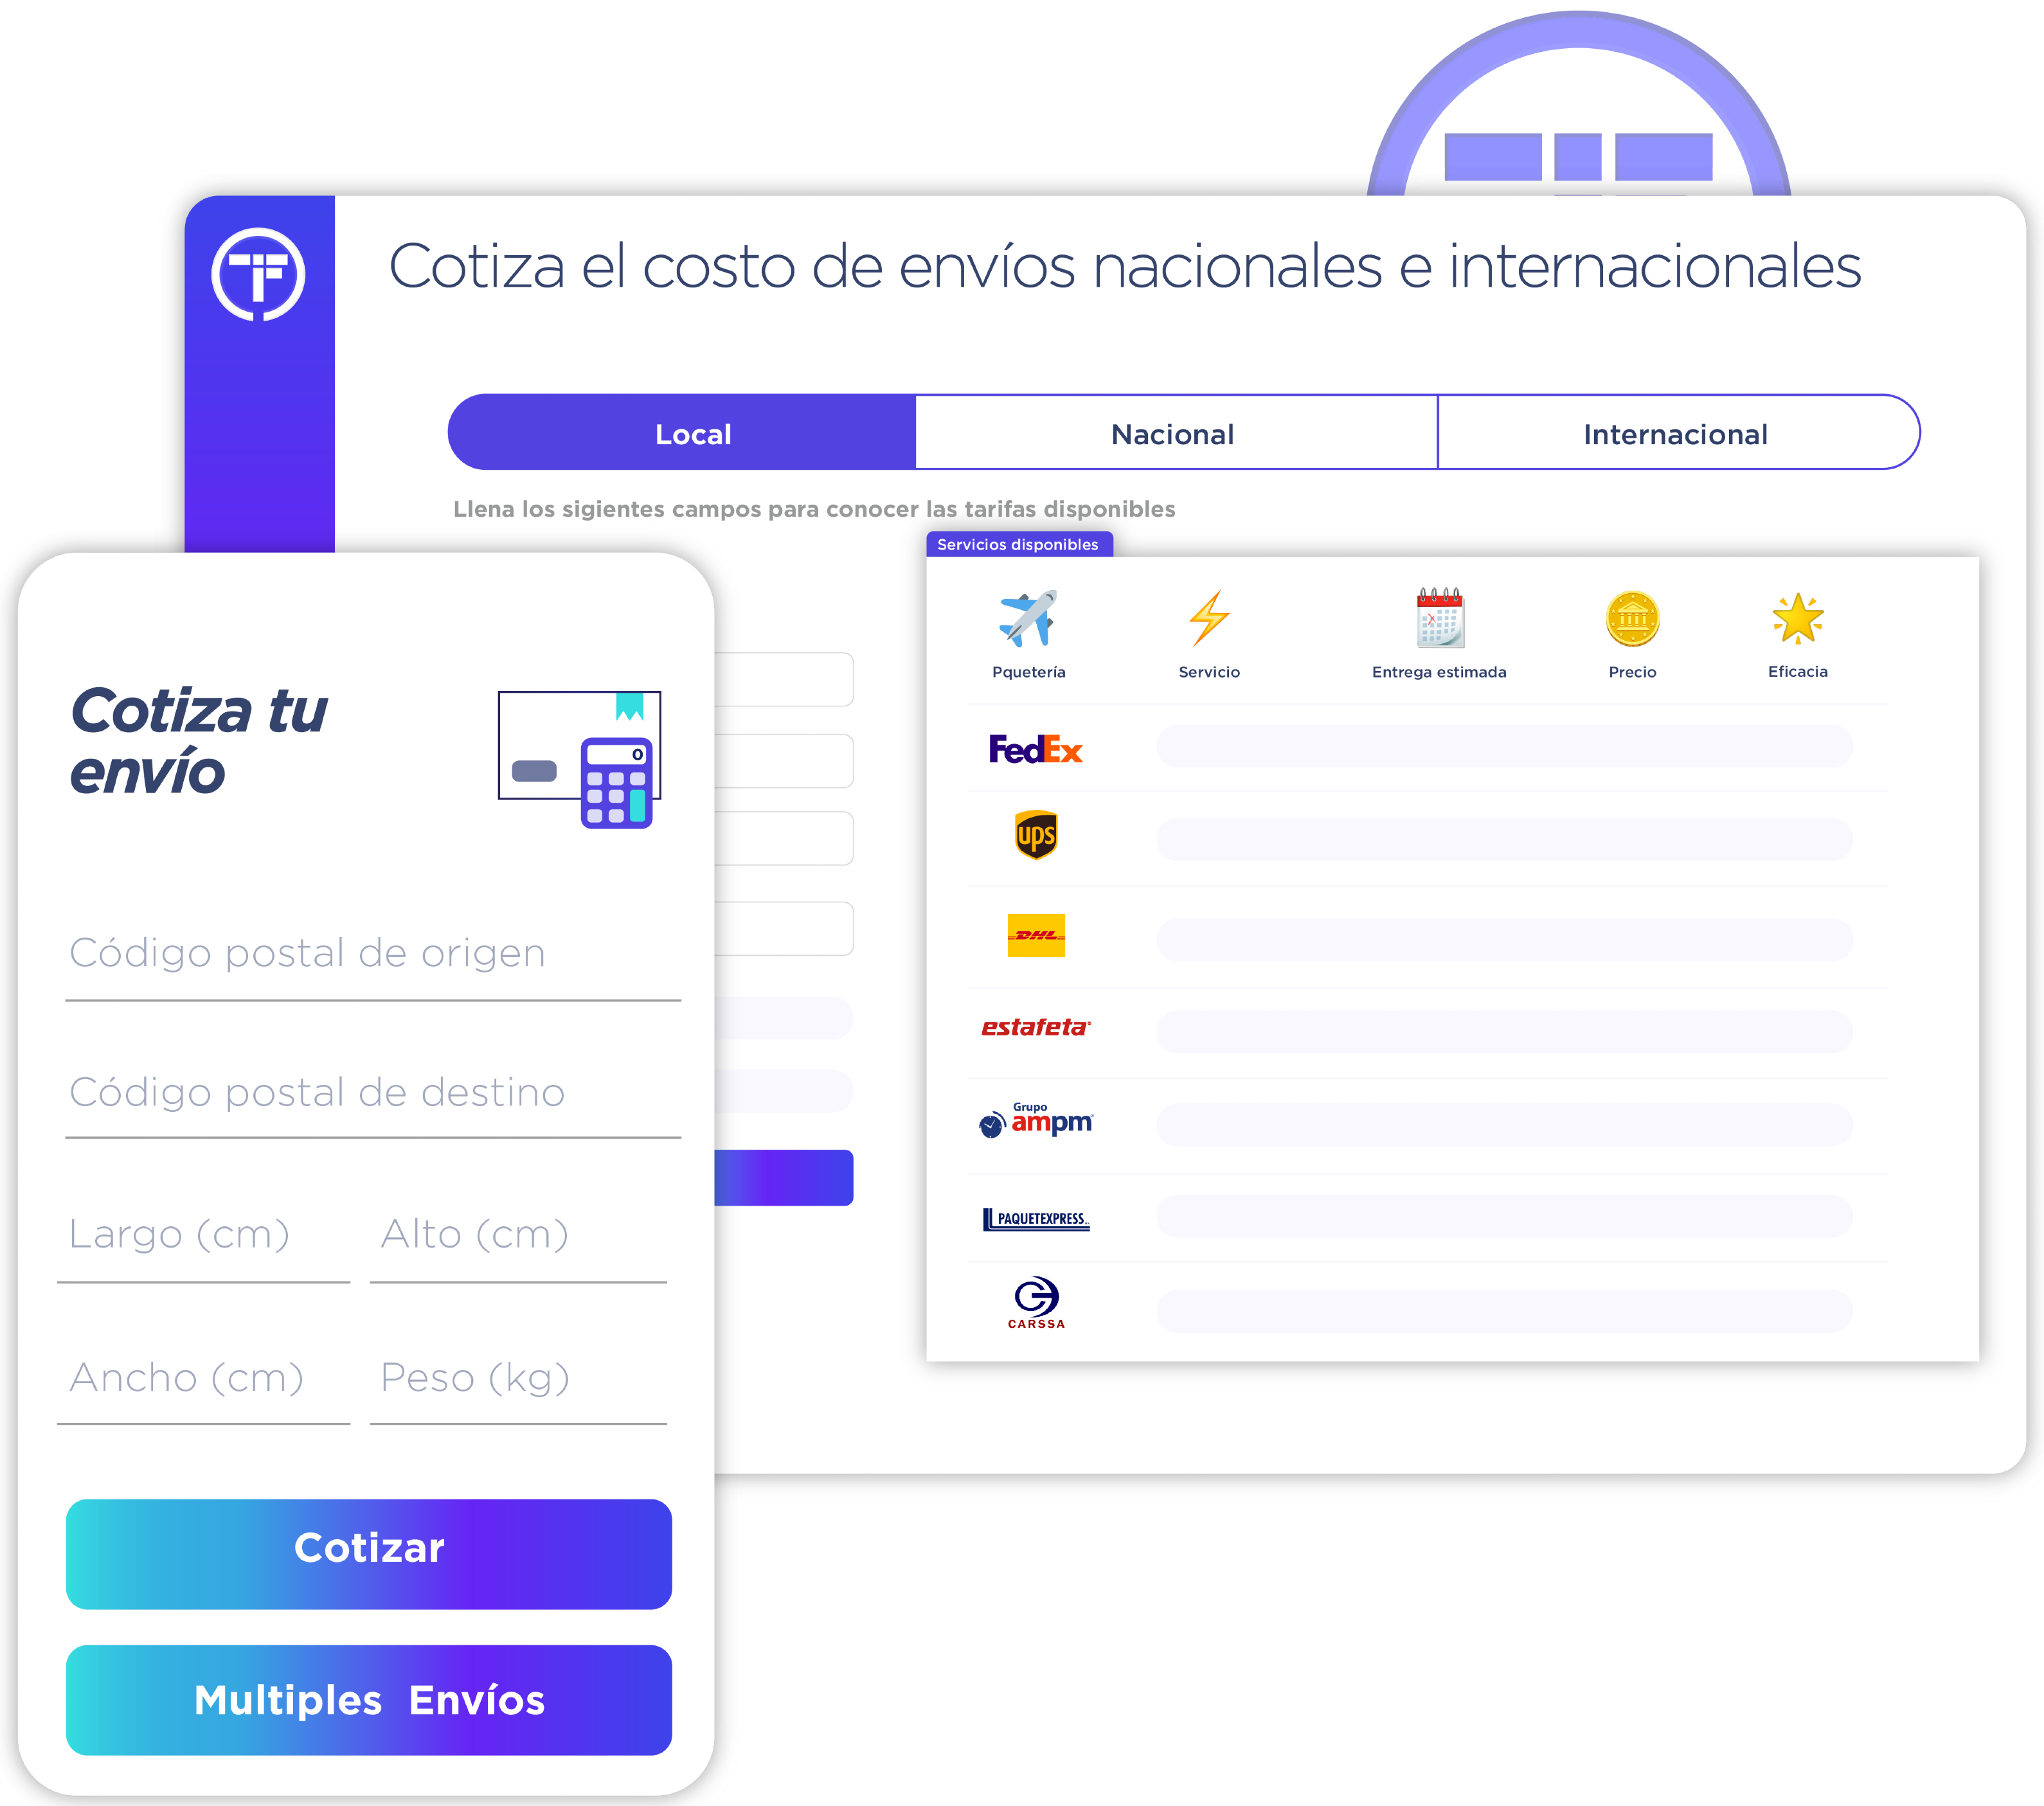 Cotiza el costo de envíos nacionales e internacionales
Local
Nacional
Internacional
Llena los sigientes campos para conocer las tarifas disponibles
Servicios disponibles
Pquetería
Servicio
Entrega estimada
Precio
Eficacia
FedEx
ups
DHL
estafeta
Grupo
ampm
PAQUETEXPRESS
CARSSA
Cotiza tu
envío
0
Código postal de origen
Código postal de destino
Largo (cm)
Alto (cm)
Ancho (cm)
Peso (kg)
Cotizar
Multiples Envíos